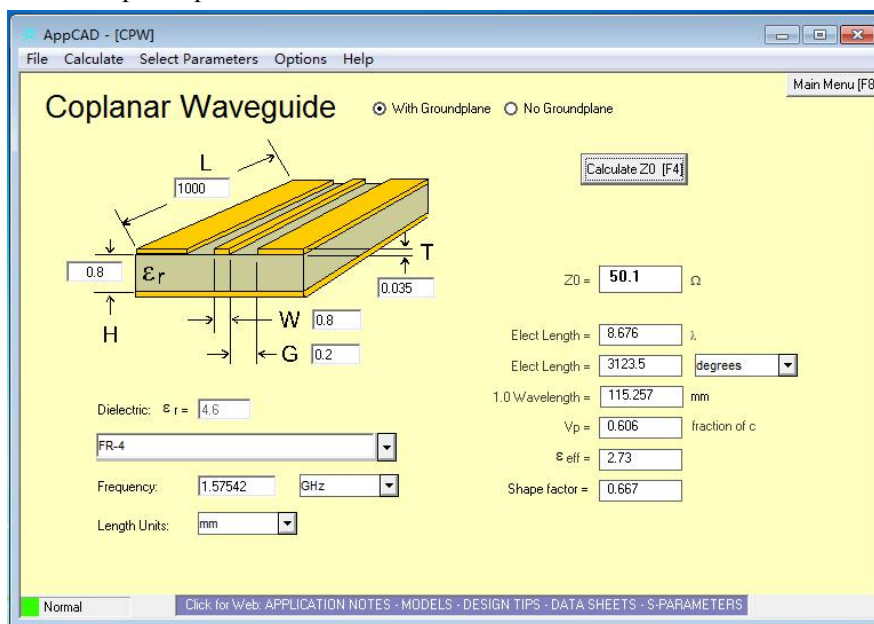 AppCAD - [CPW]
File Calculate Select Parameters Options Help
Main Menu [F8
Coplanar Waveguide
With Groundplane
No Groundplane
Calculate Z0 [F4]
L
1000
T
0.035
0.8
εr
H
W 0.8
G 0.2
Z0 = 50.1 Ω
Elect Length = 8.676 λ
Elect Length = 3123.5 degrees
1.0 Wavelength = 115.257 mm
Vp = 0.606 fraction of c
ε eff = 2.73
Shape factor = 0.667
Dielectric: ε r = 4.6
FR-4
Frequency: 1.57542 GHz
Length Units: mm
Normal
Click for Web: APPLICATION NOTES - MODELS - DESIGN TIPS - DATA SHEETS - S-PARAMETERS